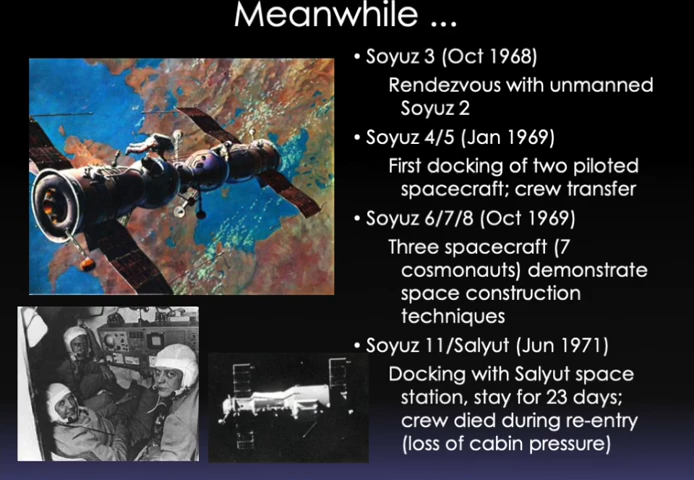 Meanwhile ...
• Soyuz 3 (Oct 1968)
Rendezvous with unmanned
Soyuz 2
• Soyuz 4/5 (Jan 1969)
First docking of two piloted
spacecraft; crew transfer
• Soyuz 6/7/8 (Oct 1969)
Three spacecraft (7
cosmonauts) demonstrate
space construction
techniques
• Soyuz 11/Salyut (Jun 1971)
Docking with Salyut space
station, stay for 23 days;
crew died during re-entry
(loss of cabin pressure)